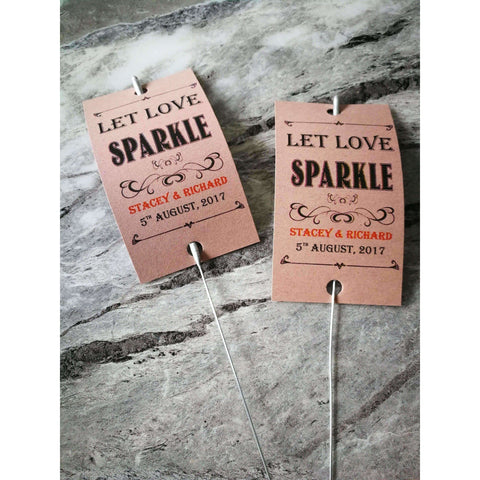 LET LOVE
SPARKLE
STACEY & RICHARD
5TH AUGUST, 2017
LET LOVE
SPARKLE
STACEY & RICHARD
5TH AUGUST, 2017